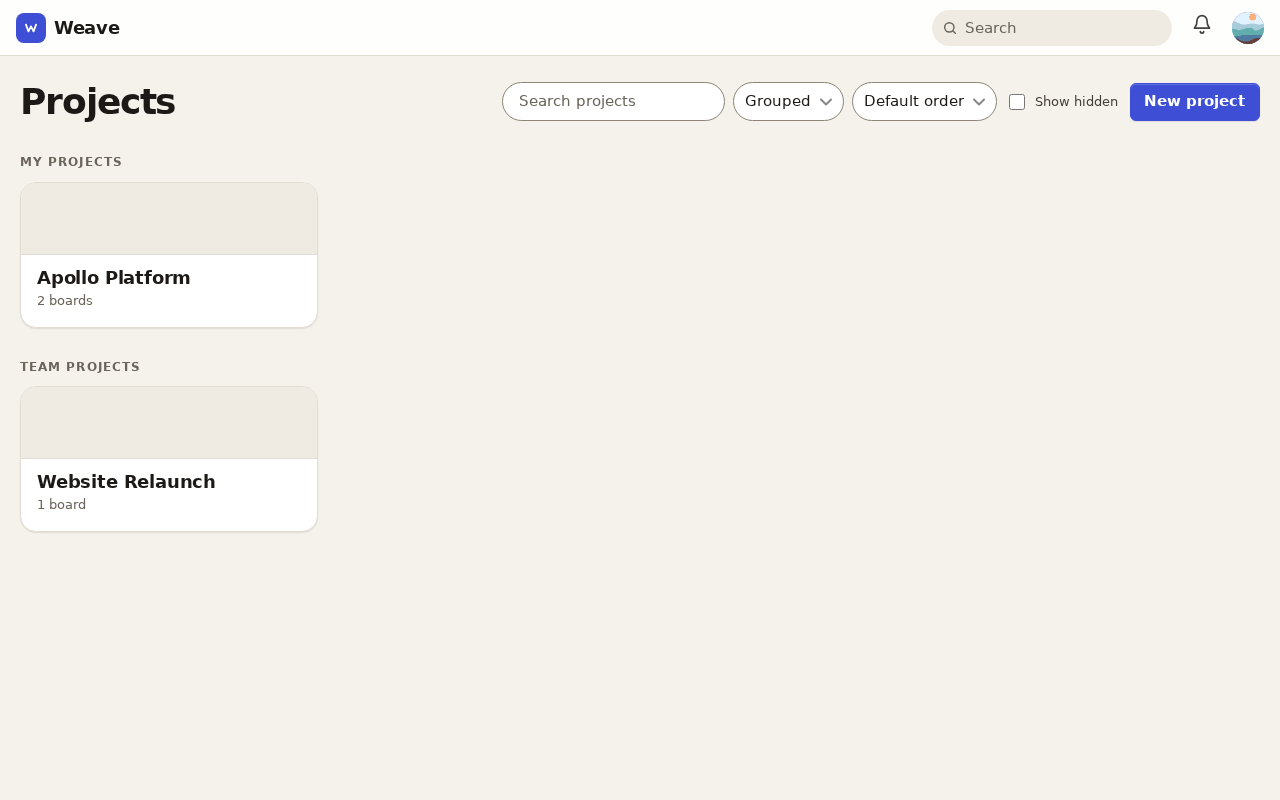 Weave
Search
Projects
Search projects
Grouped
Default order
Show hidden
New project
MY PROJECTS
Apollo Platform
2 boards
TEAM PROJECTS
Website Relaunch
1 board